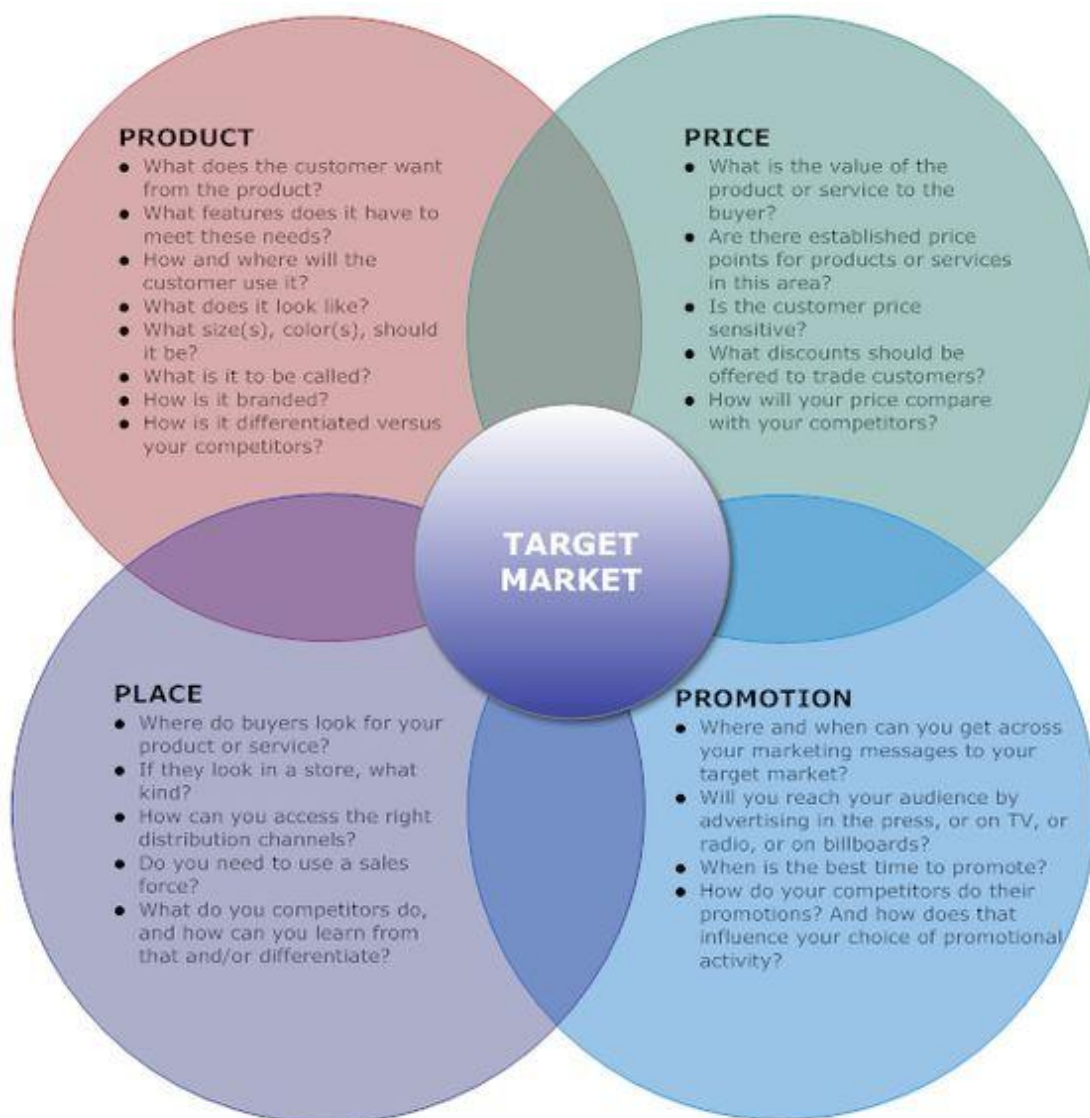 PRODUCT
● What does the customer want
from the product?
● What features does it have to
meet these needs?
● How and where will the
customer use it?
● What does it look like?
● What size(s), color(s), should
it be?
● What is it to be called?
● How is it branded?
● How is it differentiated versus
your competitors?
PRICE
● What is the value of the
product or service to the
buyer?
● Are there established price
points for products or services
in this area?
● Is the customer price
sensitive?
● What discounts should be
offered to trade customers?
● How will your price compare
with your competitors?
TARGET
MARKET
PLACE
● Where do buyers look for your
product or service?
● If they look in a store, what
kind?
● How can you access the right
distribution channels?
● Do you need to use a sales
force?
● What do you competitors do,
and how can you learn from
that and/or differentiate?
PROMOTION
● Where and when can you get across
your marketing messages to your
target market?
● Will you reach your audience by
advertising in the press, or on TV, or
radio, or on billboards?
● When is the best time to promote?
● How do your competitors do their
promotions? And how does that
influence your choice of promotional
activity?